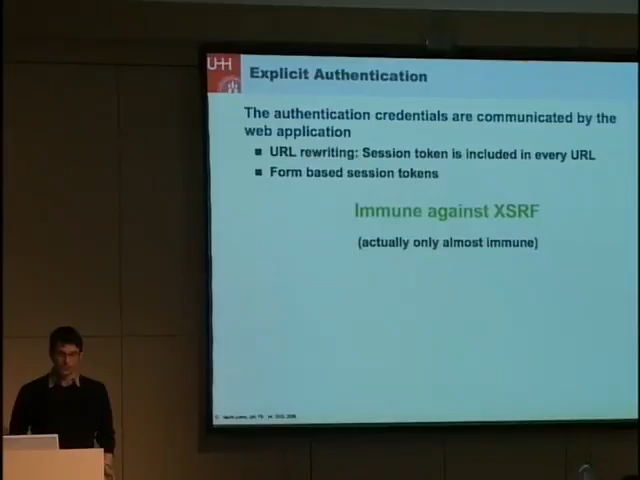 UHH
Explicit Authentication
The authentication credentials are communicated by the
web application
URL rewriting: Session token is included in every URL
Form based session tokens
Immune against XSRF
(actually only almost immune)